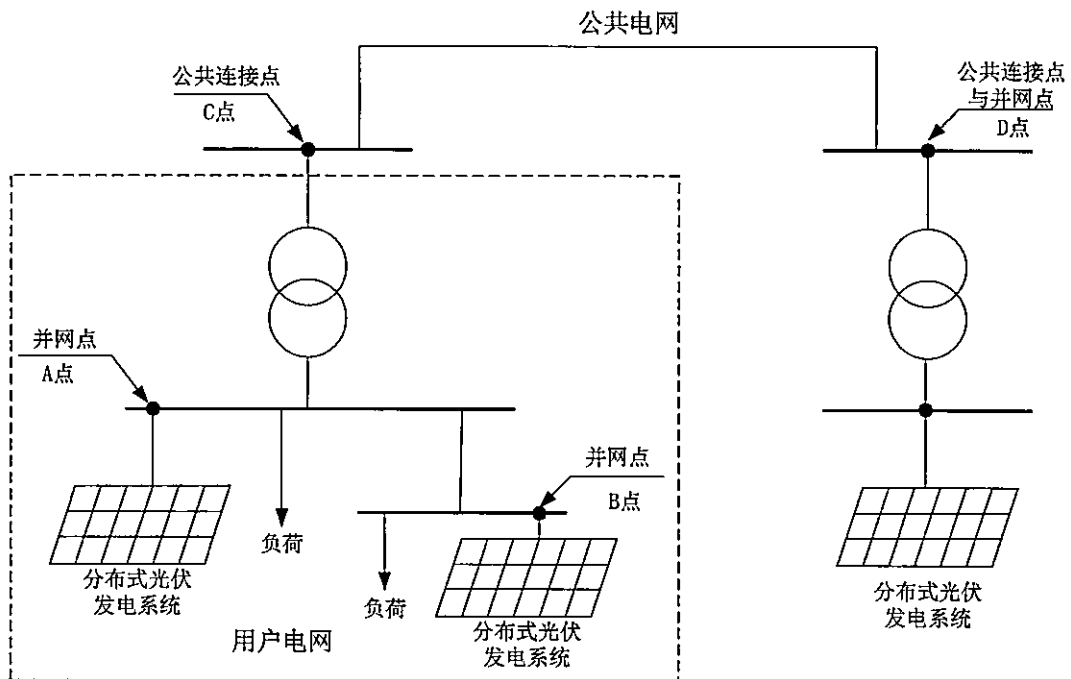 公共电网
公共连接点
C点
公共连接点
与并网点
D点
并网点
A点
并网点
B点
负荷
负荷
分布式光伏
发电系统
分布式光伏
发电系统
分布式光伏
发电系统
用户电网